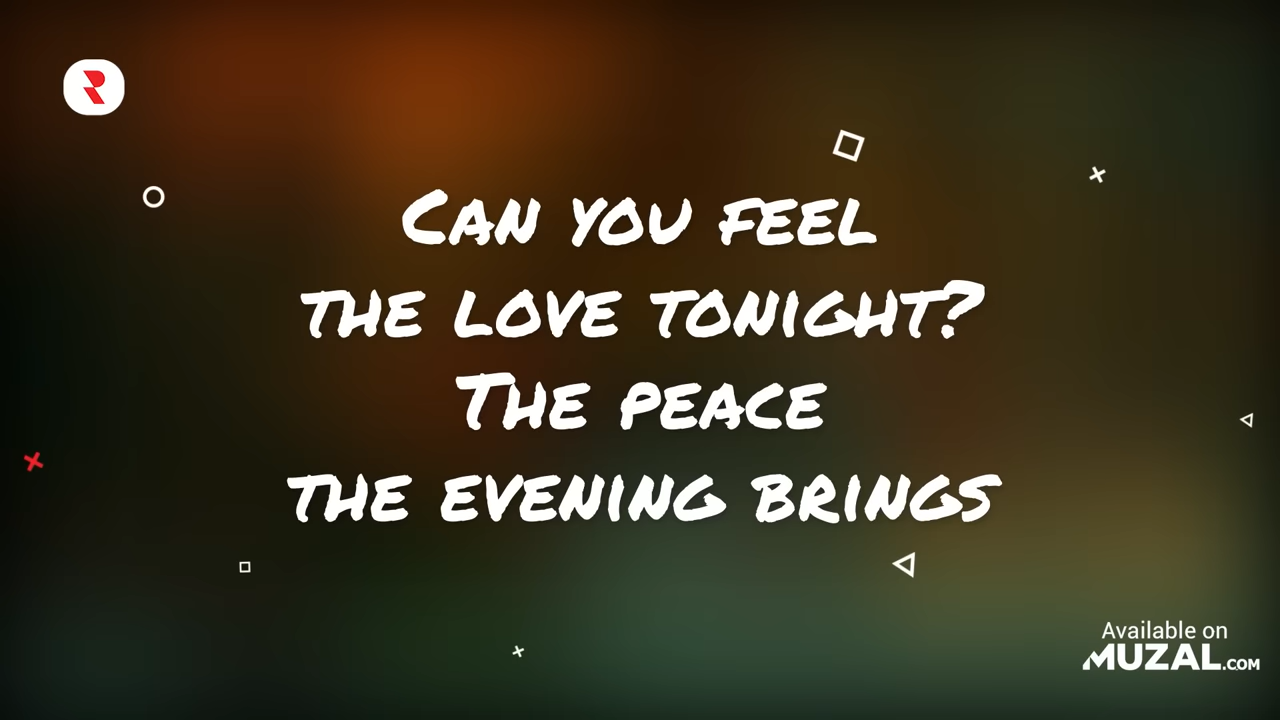 Can you feel
the love tonight?
The peace
the evening brings
Available on
MUZAL.COM